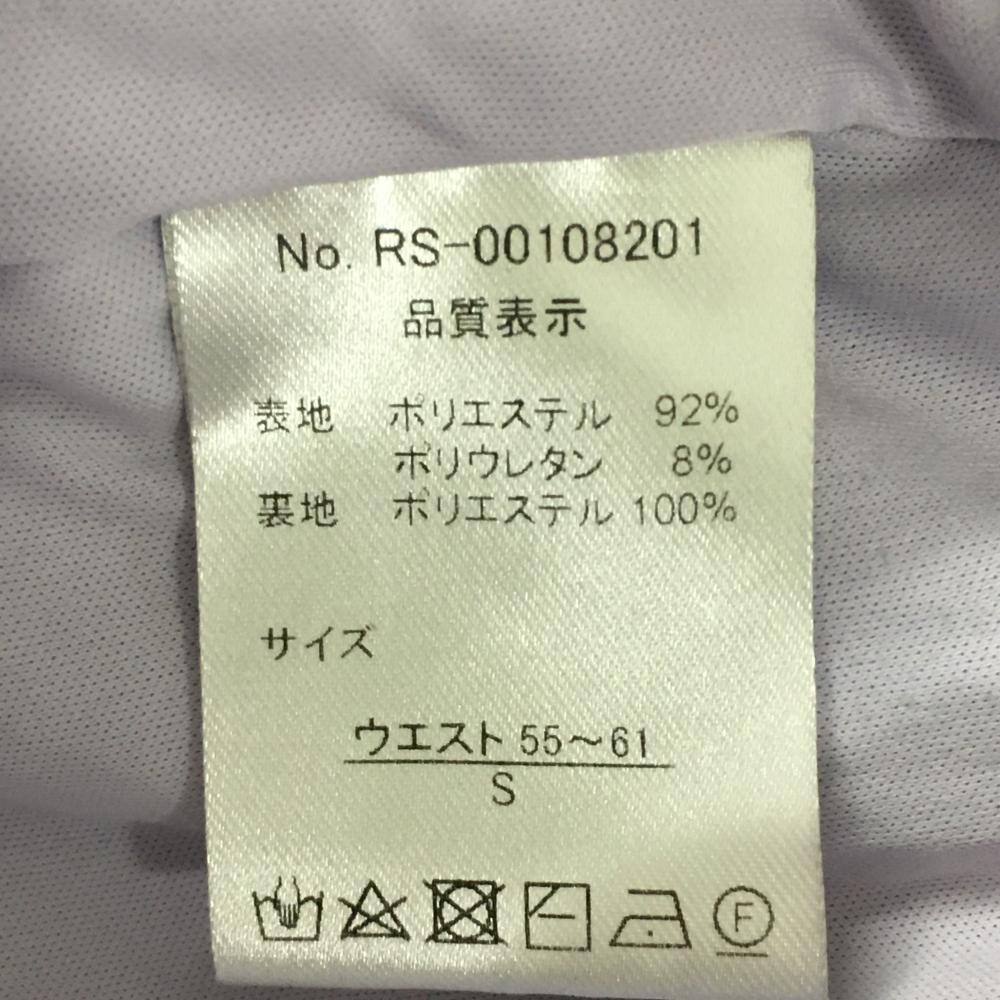 No. RS-00108201
品質表示
表地 ポリエステル 92%
ポリウレタン 8%
裏地 ポリエステル 100%
サイズ
ウエスト 55～61
S
F